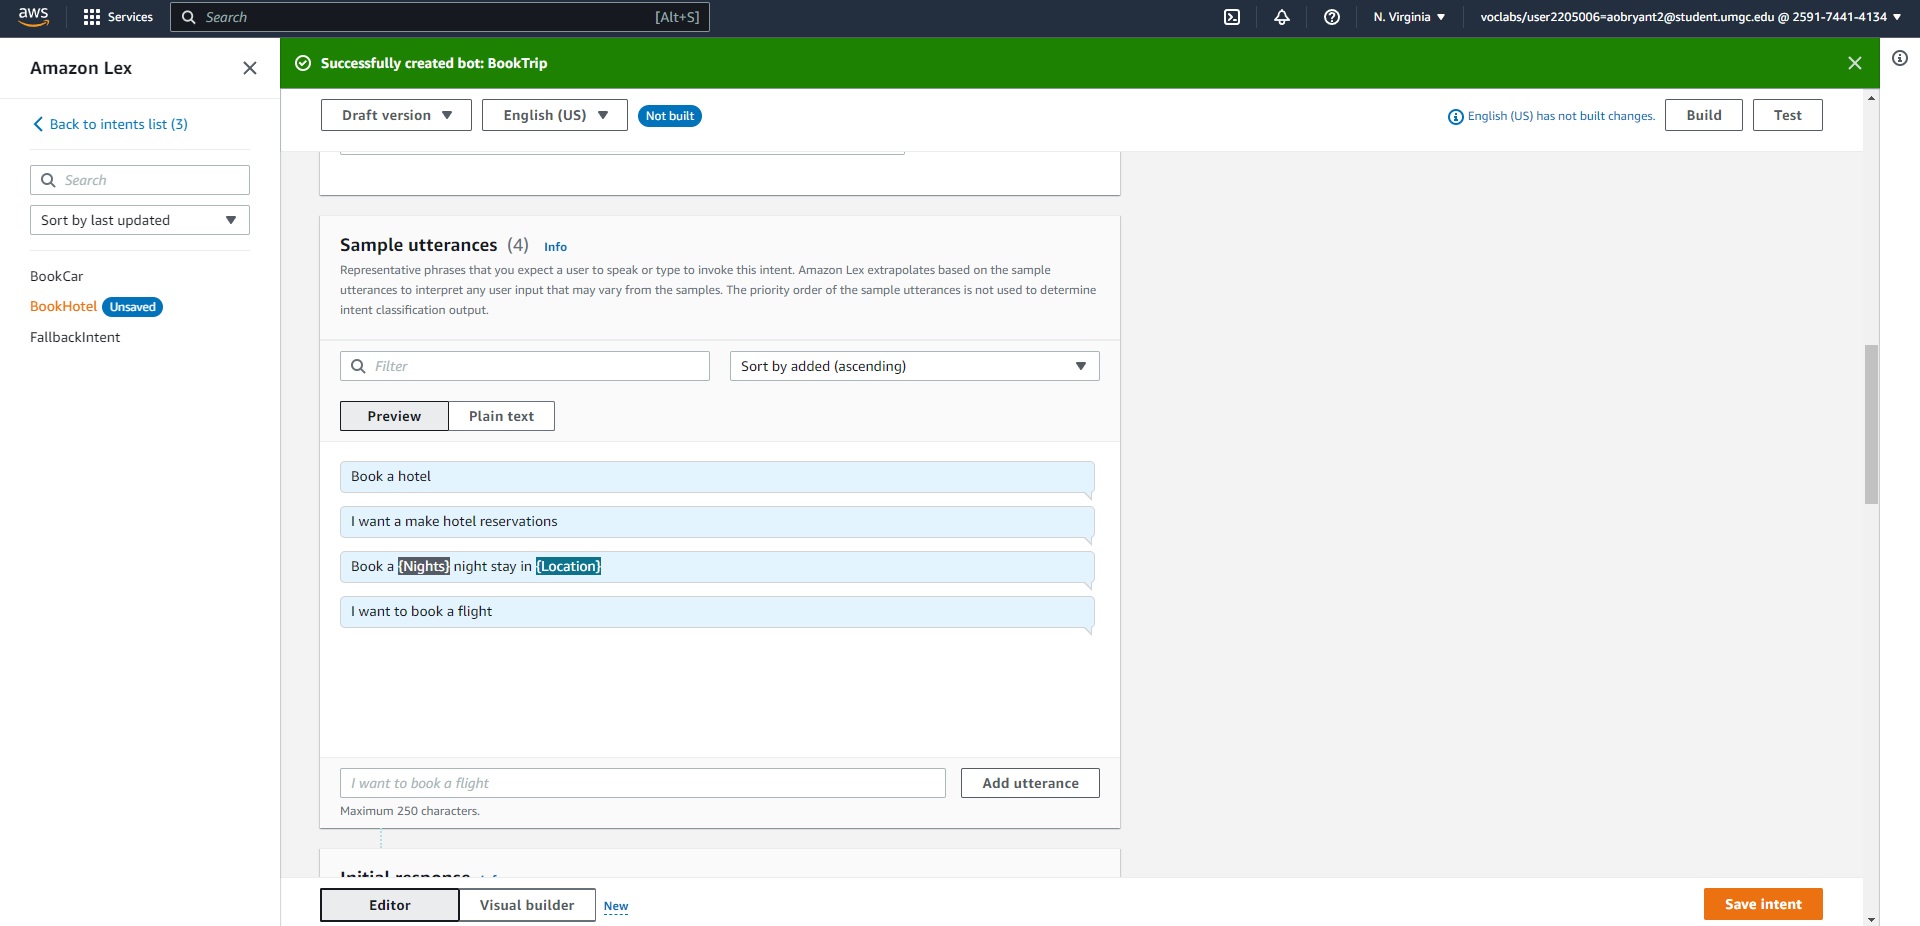 aws
Services
Search
[Alt+S]
N. Virginia
voclabs/user2205006=aobryant2@student.umgc.edu @ 2591-7441-4134
Amazon Lex
Successfully created bot: BookTrip
Back to intents list (3)
Draft version
English (US)
Not built
English (US) has not built changes.
Build
Test
Search
Sort by last updated
BookCar
BookHotel Unsaved
FallbackIntent
Sample utterances (4) Info
Representative phrases that you expect a user to speak or type to invoke this intent. Amazon Lex extrapolates based on the sample
utterances to interpret any user input that may vary from the samples. The priority order of the sample utterances is not used to determine
intent classification output.
Filter
Sort by added (ascending)
Preview
Plain text
Book a hotel
I want a make hotel reservations
Book a {Nights} night stay in {Location}
I want to book a flight
I want to book a flight
Add utterance
Maximum 250 characters.
Initial response Info
Editor
Visual builder
New
Save intent